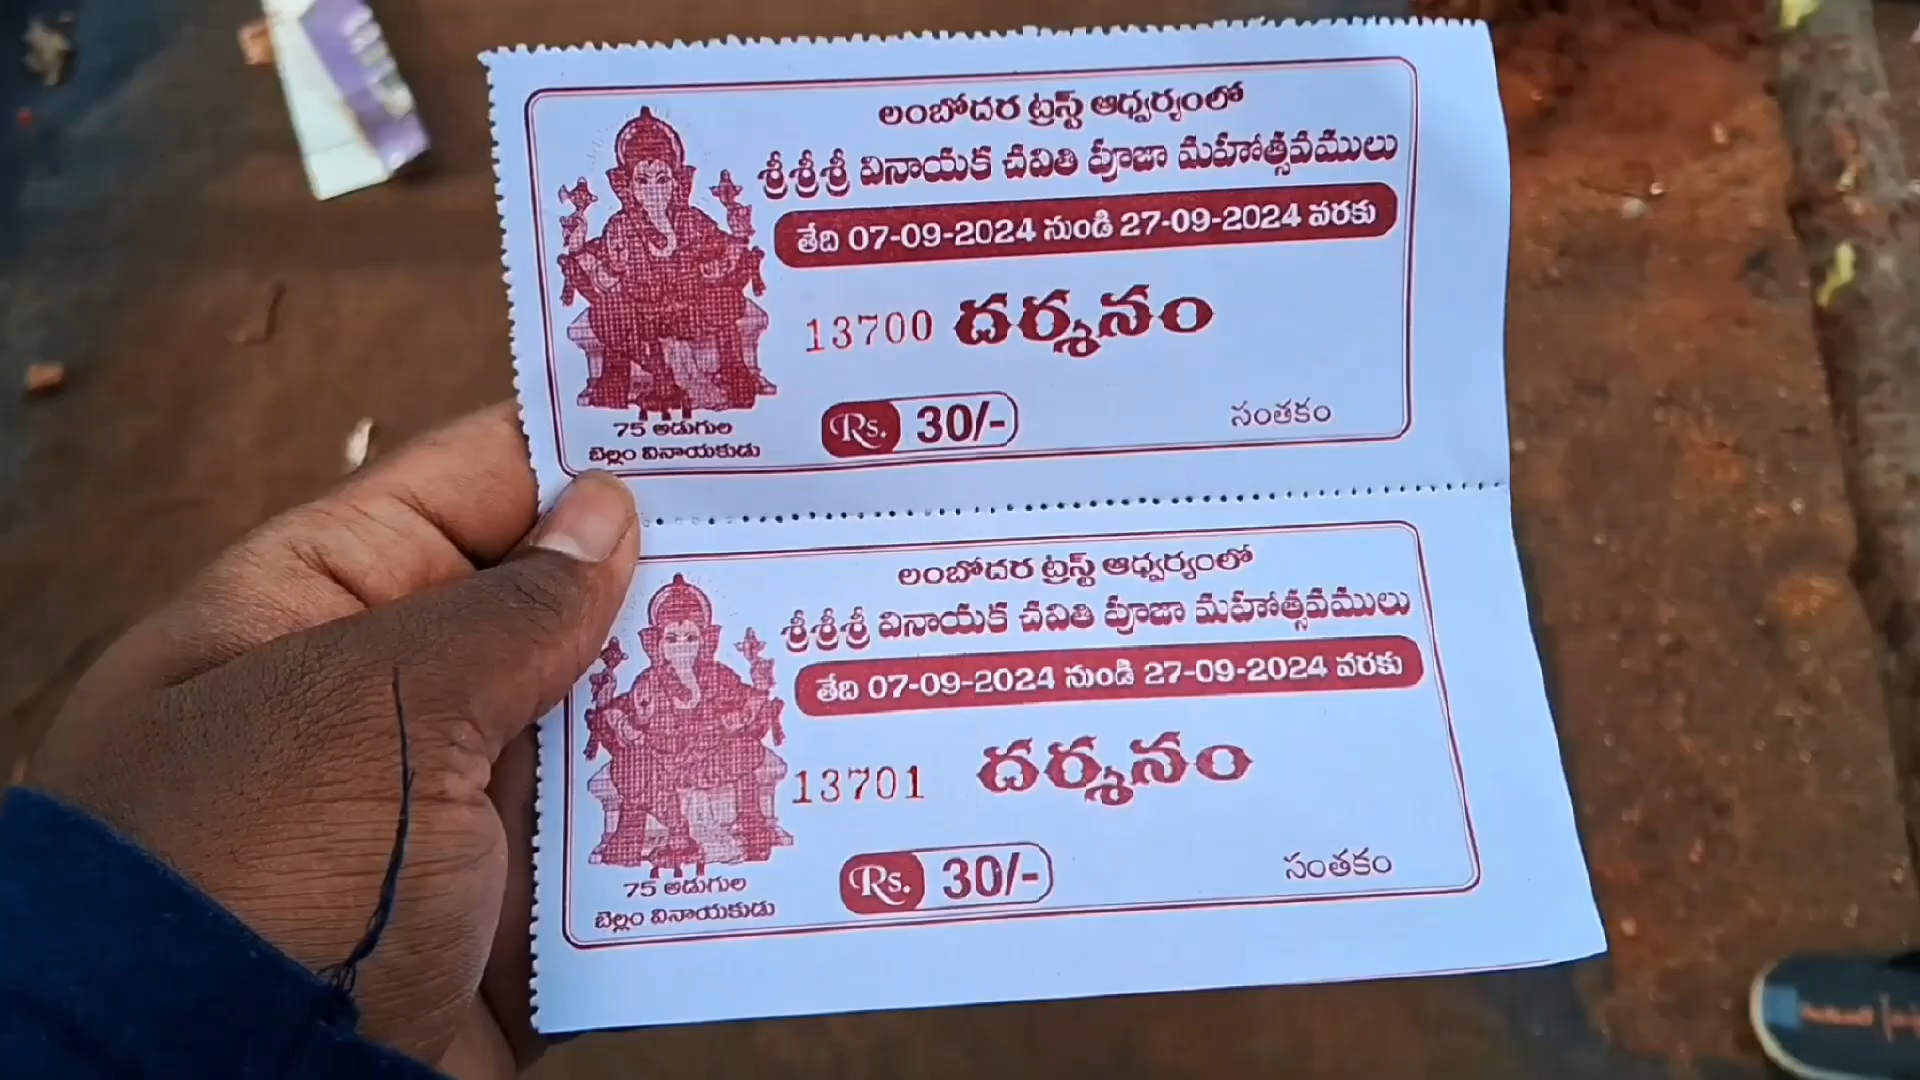 లంబోదర ట్రస్ట్ ఆధ్వర్యంలో
శ్రీశ్రీశ్రీ వినాయక చవితి పూజా మహోత్సవములు
తేది 07-09-2024 నుండి 27-09-2024 వరకు
13700 దర్శనం
Rs. 30/- సంతకం
75 అడుగుల
బెల్లం వినాయకుడు
లంబోదర ట్రస్ట్ ఆధ్వర్యంలో
శ్రీశ్రీశ్రీ వినాయక చవితి పూజా మహోత్సవములు
తేది 07-09-2024 నుండి 27-09-2024 వరకు
13701 దర్శనం
Rs. 30/- సంతకం
75 అడుగుల
బెల్లం వినాయకుడు